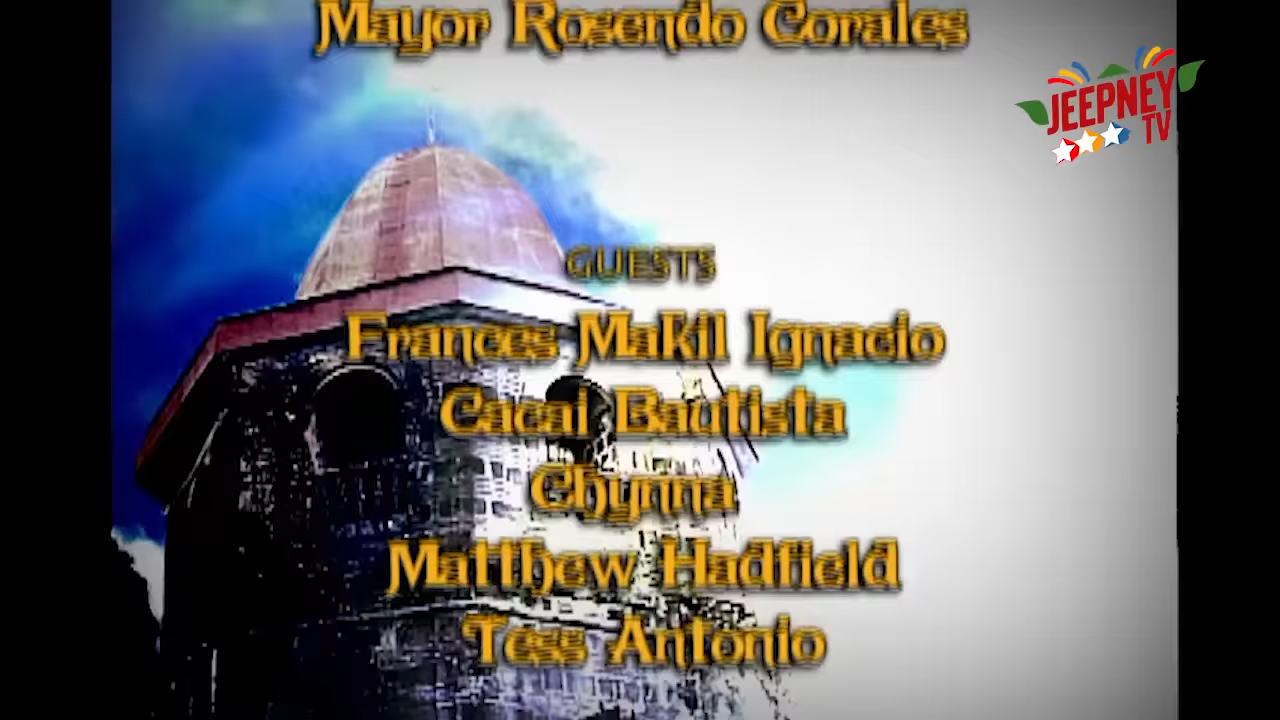 Mayor Rosendo Corales
JEEPNEY
TV
GUESTS
Frances Makil Ignacio
Cacai Bautista
Chynna
Matthew Hadfield
Tess Antonio